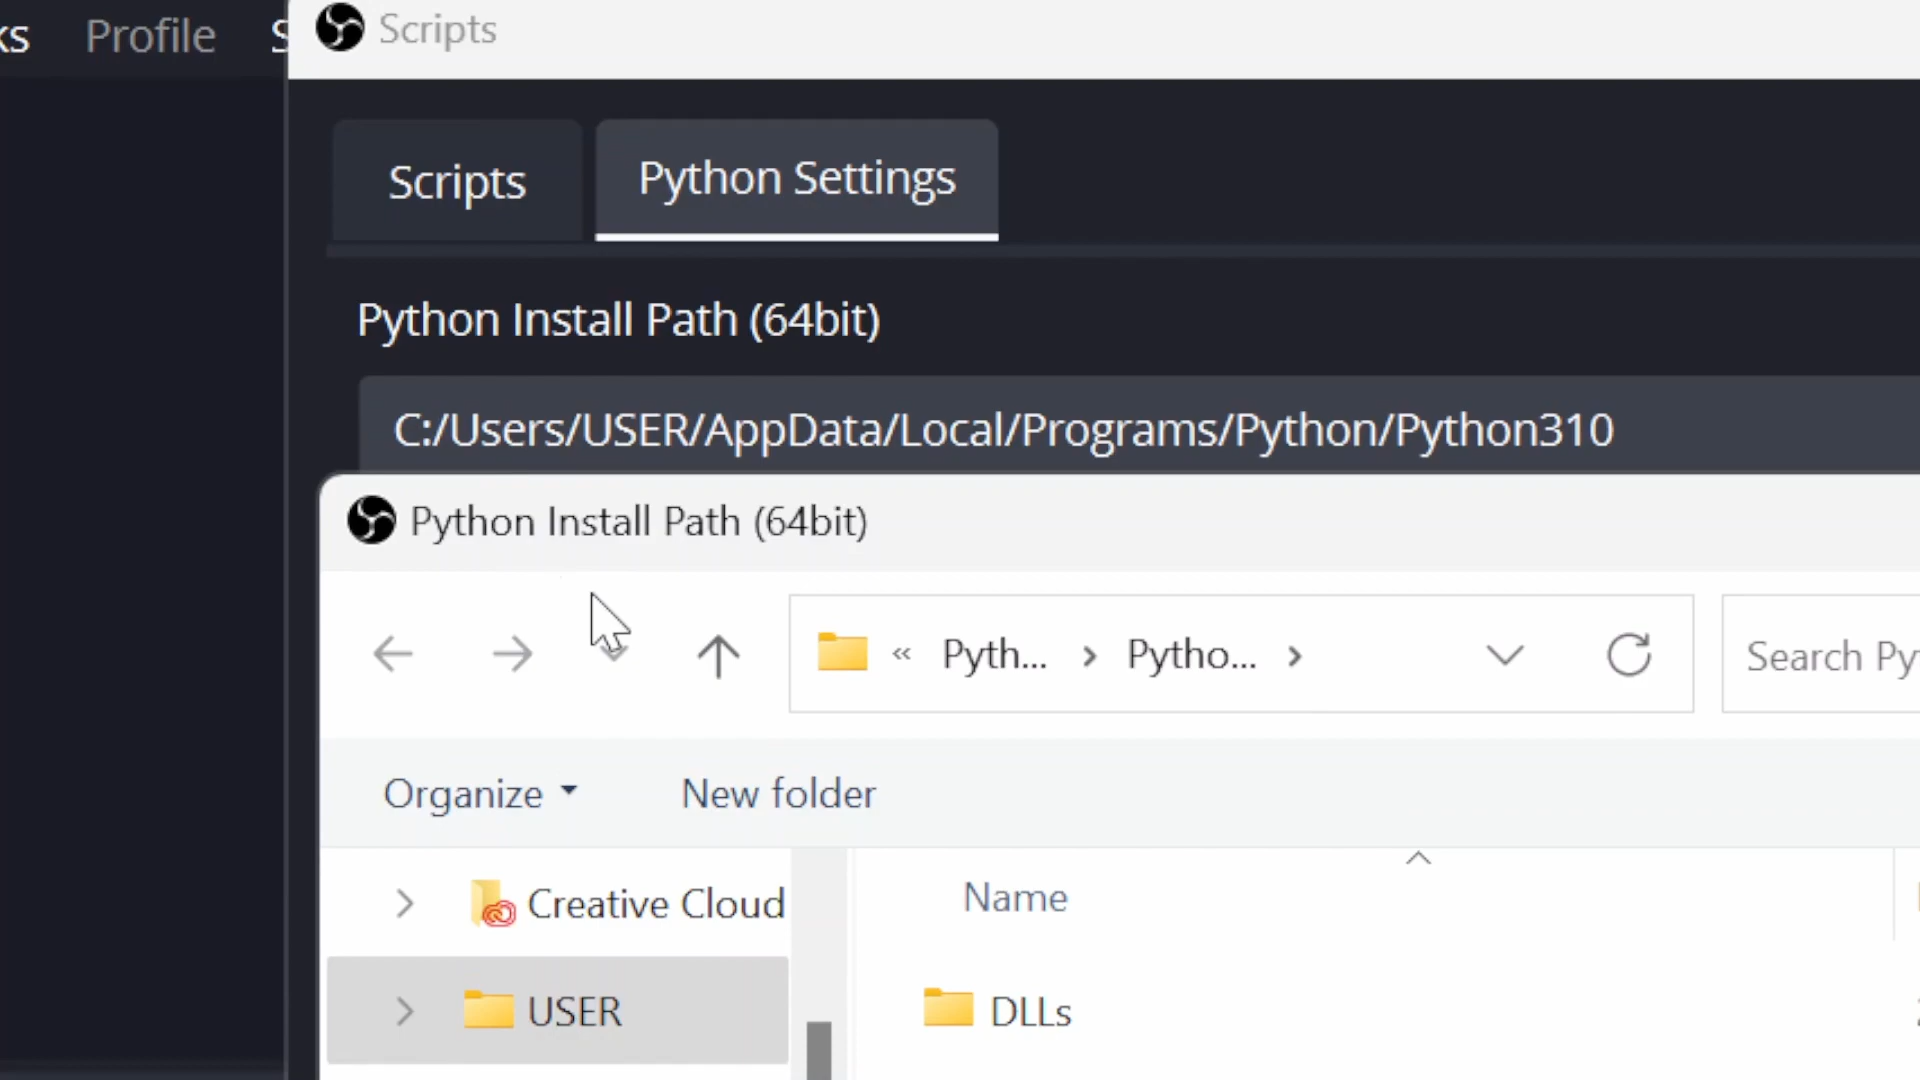 ks Profile S
Scripts
Scripts Python Settings
Python Install Path (64bit)
C:/Users/USER/AppData/Local/Programs/Python/Python310
Python Install Path (64bit)
« Pyth... > Pytho... >
Search Py
Organize New folder
Creative Cloud
Name
USER
DLLs